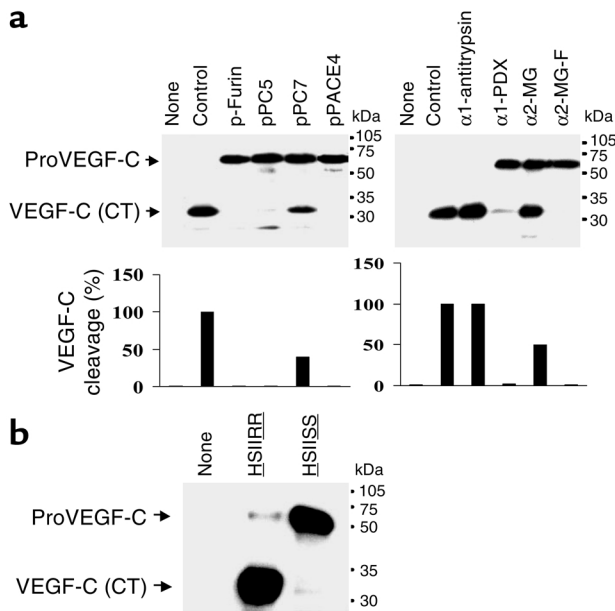 a
None
Control
p-Furin
pPC5
pPC7
pPACE4
kDa
105
75
50
35
30
ProVEGF-C
VEGF-C (CT)
None
Control
α1-antitrypsin
α1-PDX
α2-MG
α2-MG-F
kDa
105
75
50
35
30
VEGF-C
cleavage (%)
150
100
50
0
150
100
50
0
b
None
HSIIRR
HSIISS
kDa
105
75
50
35
30
ProVEGF-C
VEGF-C (CT)